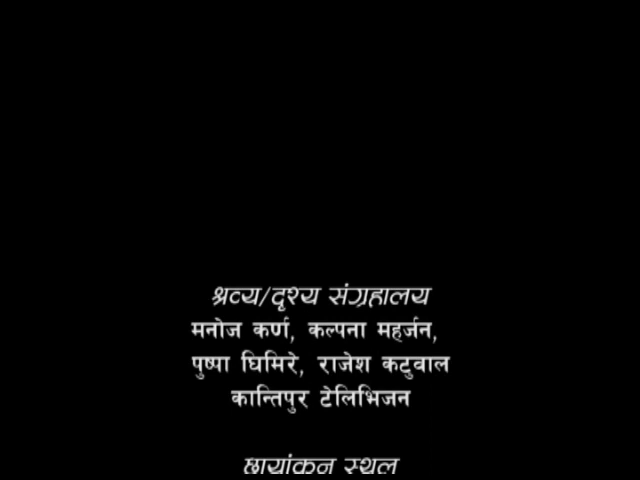 श्रव्य/दृश्य संग्रहालय
मनोज कर्ण, कल्पना महर्जन,
पुष्पा घिमिरे, राजेश कटुवाल
कान्तिपुर टेलिभिजन
छायांकन स्थल